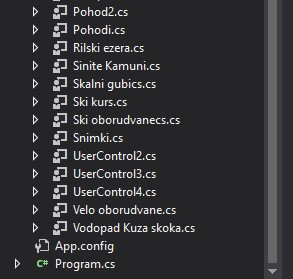 Pohod2.cs
Pohodi.cs
Rilski ezera.cs
Sinite Kamuni.cs
Skalni gubics.cs
Ski kurs.cs
Ski oborudvanecs.cs
Snimki.cs
UserControl2.cs
UserControl3.cs
UserControl4.cs
Velo oborudvane.cs
Vodopad Kuza skoka.cs
App.config
C# Program.cs